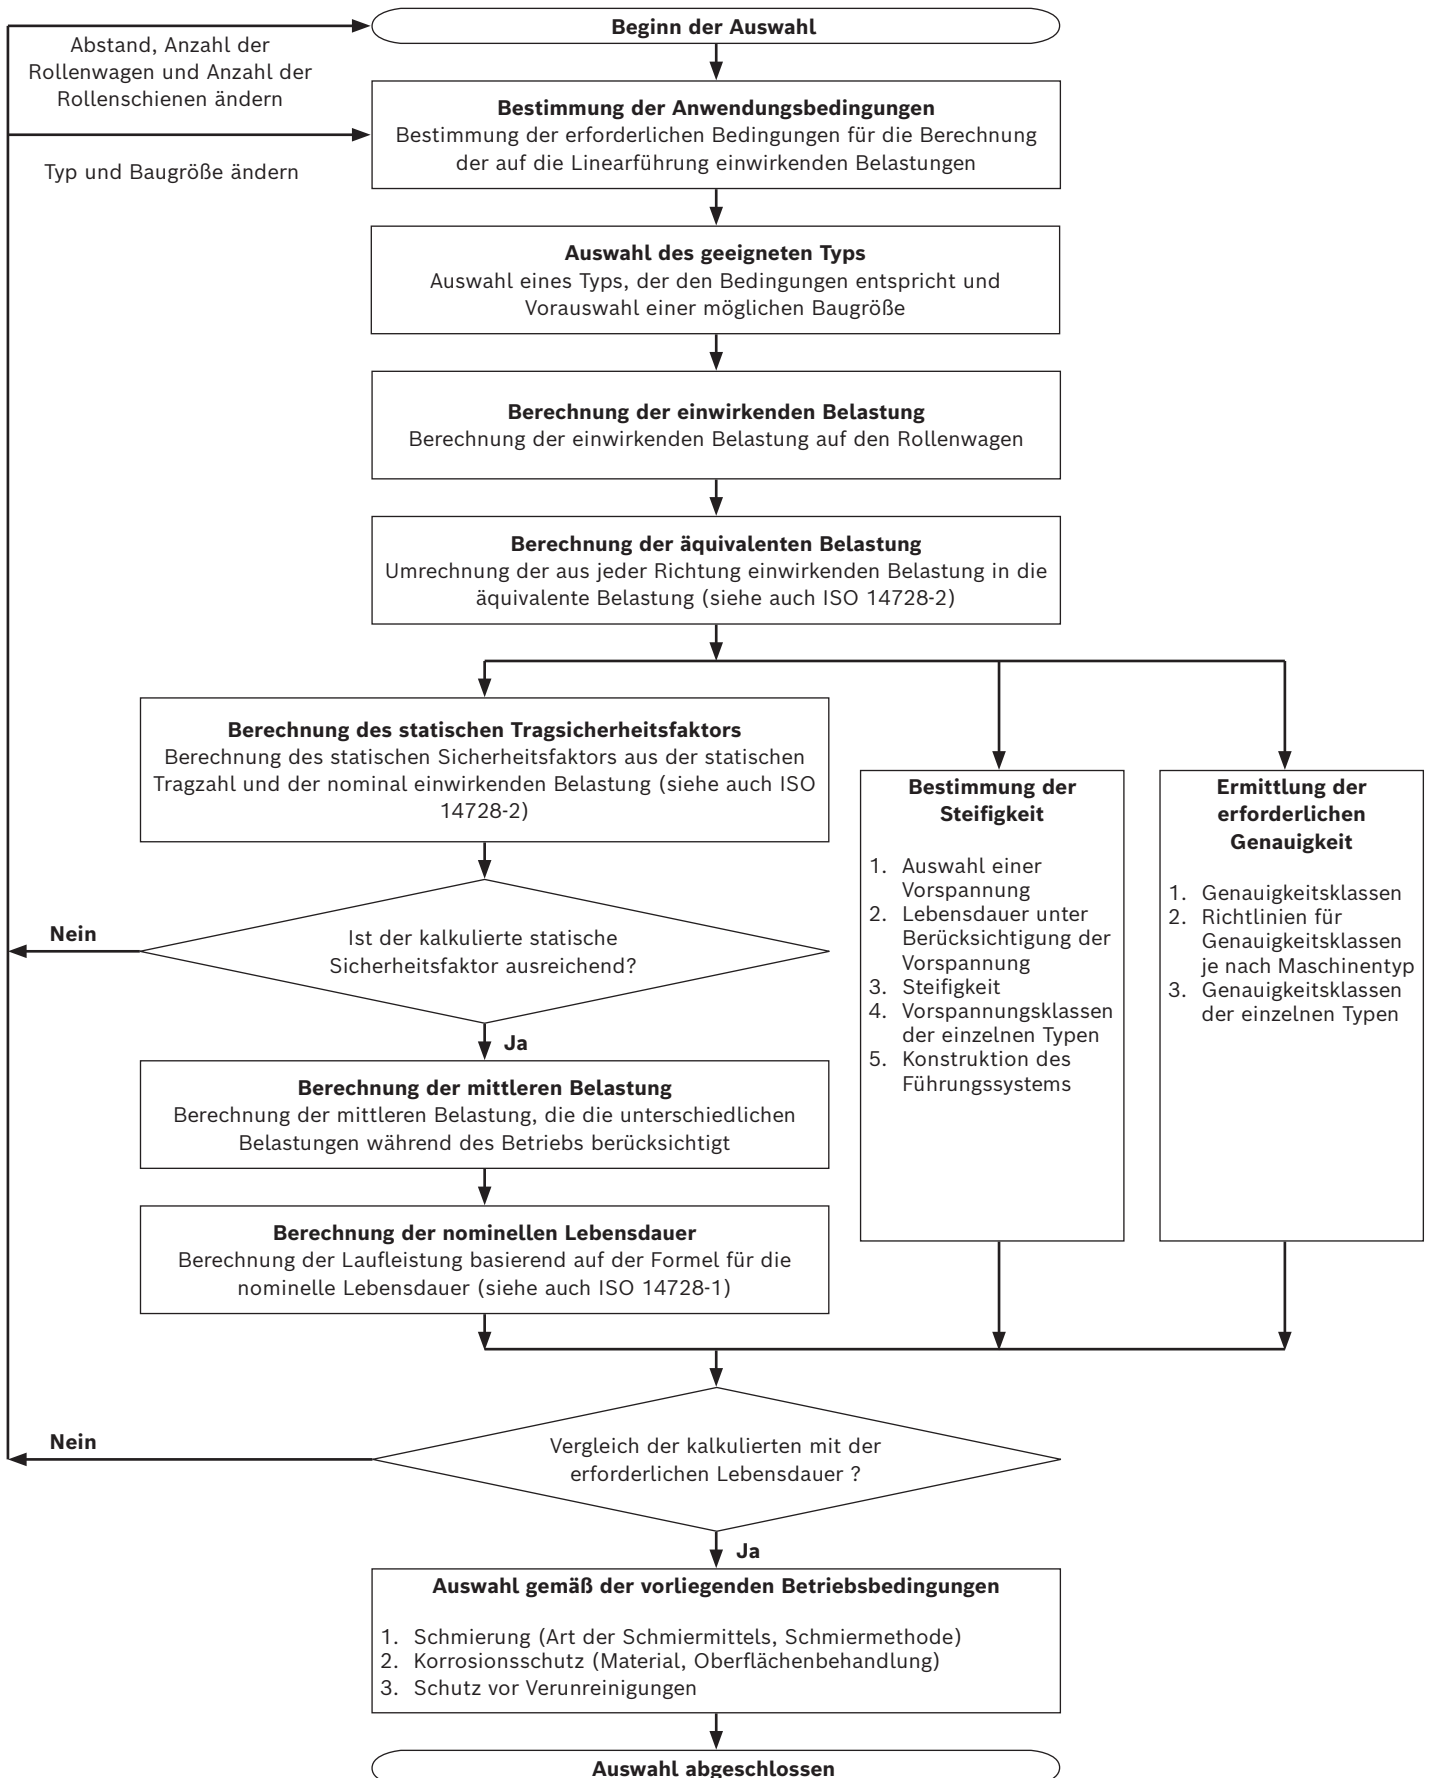 Beginn der Auswahl
Abstand, Anzahl der
Rollenwagen und Anzahl der
Rollenschienen ändern
Bestimmung der Anwendungsbedingungen
Bestimmung der erforderlichen Bedingungen für die Berechnung
der auf die Linearführung einwirkenden Belastungen
Typ und Baugröße ändern
Auswahl des geeigneten Typs
Auswahl eines Typs, der den Bedingungen entspricht und
Vorauswahl einer möglichen Baugröße
Berechnung der einwirkenden Belastung
Berechnung der einwirkenden Belastung auf den Rollenwagen
Berechnung der äquivalenten Belastung
Umrechnung der aus jeder Richtung einwirkenden Belastung in die
äquivalente Belastung (siehe auch ISO 14728-2)
Berechnung des statischen Tragsicherheitsfaktors
Berechnung des statischen Sicherheitsfaktors aus der statischen
Tragzahl und der nominal einwirkenden Belastung (siehe auch ISO
14728-2)
Nein
Ist der kalkulierte statische
Sicherheitsfaktor ausreichend?
Ja
Berechnung der mittleren Belastung
Berechnung der mittleren Belastung, die die unterschiedlichen
Belastungen während des Betriebs berücksichtigt
Berechnung der nominellen Lebensdauer
Berechnung der Laufleistung basierend auf der Formel für die
nominelle Lebensdauer (siehe auch ISO 14728-1)
Bestimmung der
Steifigkeit
1. Auswahl einer
Vorspannung
2. Lebensdauer unter
Berücksichtigung der
Vorspannung
3. Steifigkeit
4. Vorspannungsklassen
der einzelnen Typen
5. Konstruktion des
Führungssystems
Ermittlung der
erforderlichen
Genauigkeit
1. Genauigkeitsklassen
2. Richtlinien für
Genauigkeitsklassen
je nach Maschinentyp
3. Genauigkeitsklassen
der einzelnen Typen
Nein
Vergleich der kalkulierten mit der
erforderlichen Lebensdauer ?
Ja
Auswahl gemäß der vorliegenden Betriebsbedingungen
1. Schmierung (Art der Schmiermittels, Schmiermethode)
2. Korrosionsschutz (Material, Oberflächenbehandlung)
3. Schutz vor Verunreinigungen
Auswahl abgeschlossen